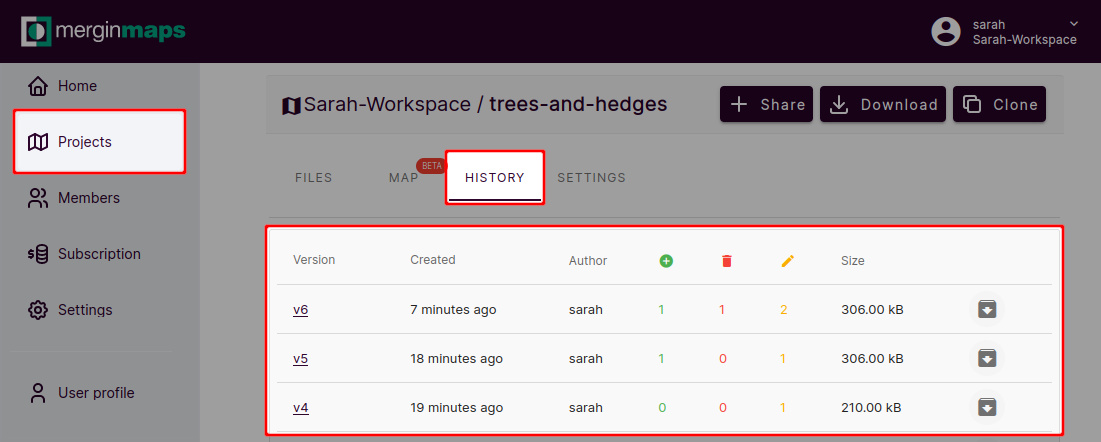 merginmaps
sarah
Sarah-Workspace
Home
Projects
Members
Subscription
Settings
User profile
Sarah-Workspace / trees-and-hedges
Share
Download
Clone
FILES
MAP
BETA
HISTORY
SETTINGS
Version Created Author Size
v6 7 minutes ago sarah 1 1 2 306.00 kB
v5 18 minutes ago sarah 1 0 1 306.00 kB
v4 19 minutes ago sarah 0 0 1 210.00 kB